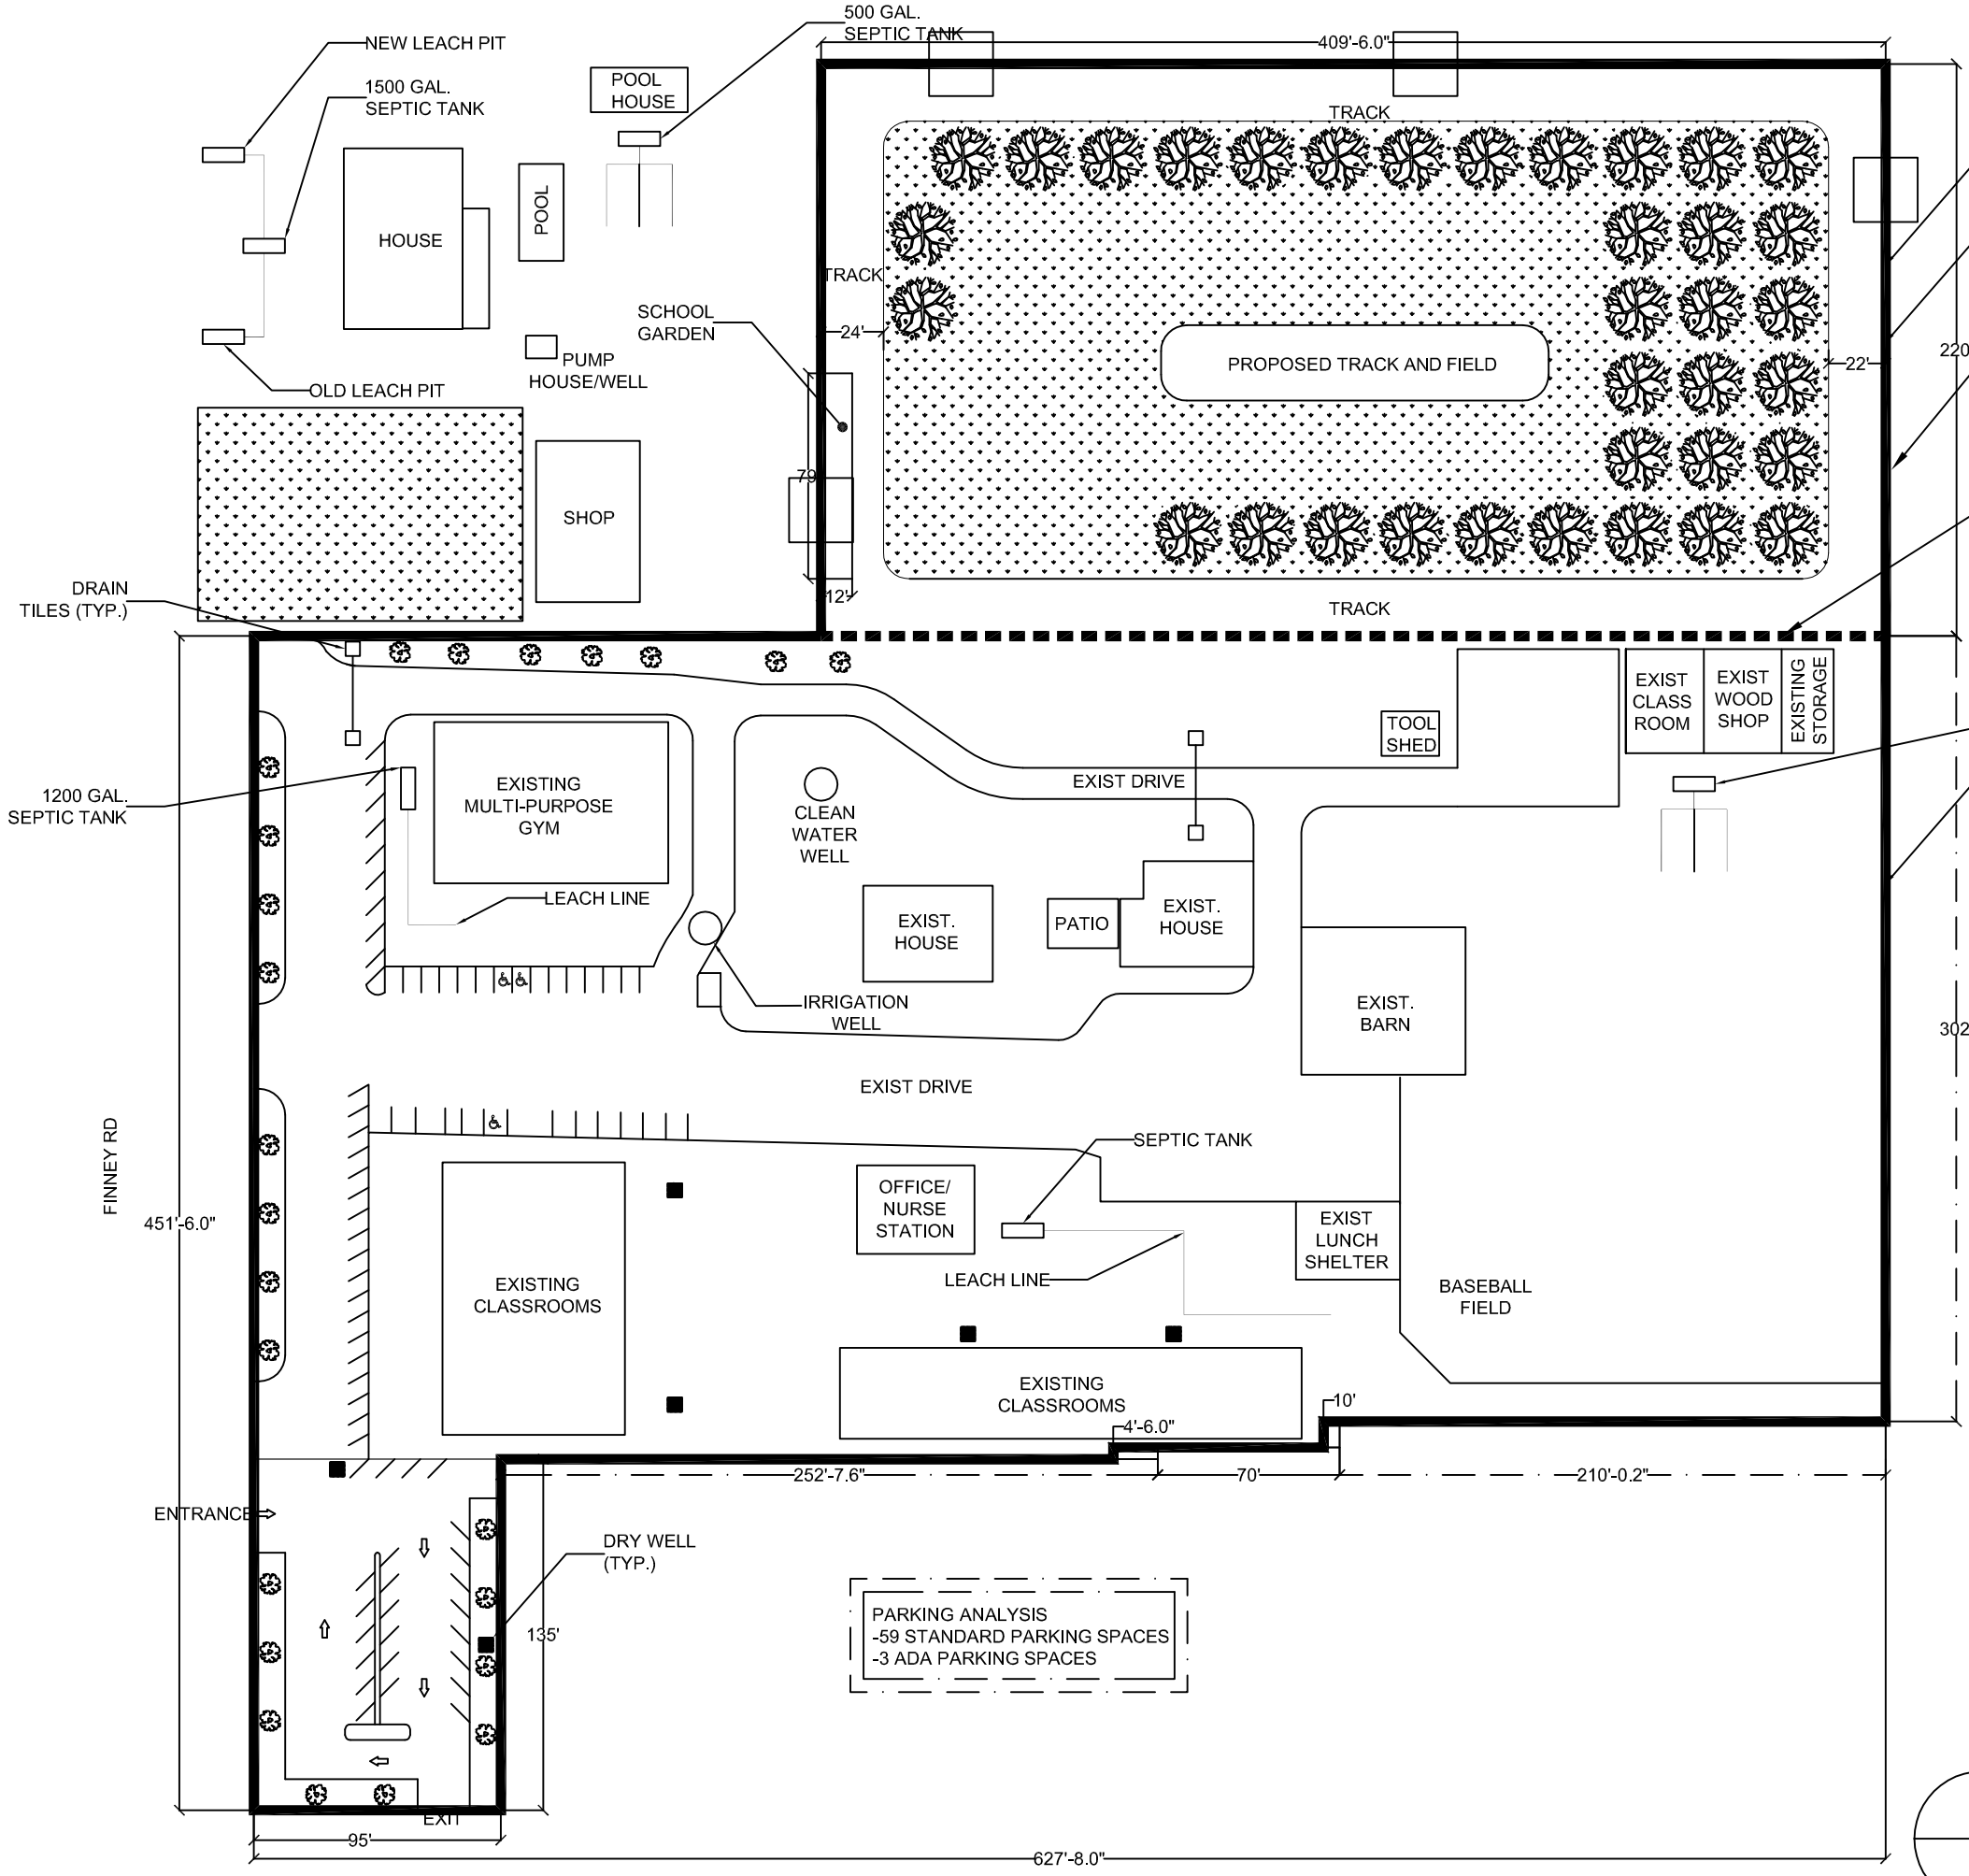 500 GAL.
SEPTIC TANK
NEW LEACH PIT
409'-6.0"
1500 GAL.
SEPTIC TANK
POOL
HOUSE
TRACK
HOUSE
POOL
TRACK
SCHOOL
GARDEN
24'
220
PUMP
HOUSE/WELL
PROPOSED TRACK AND FIELD
22'
OLD LEACH PIT
79'
SHOP
DRAIN
TILES (TYP.)
12'
TRACK
EXIST
CLASS
ROOM
EXIST
WOOD
SHOP
EXISTING
STORAGE
TOOL
SHED
EXISTING
MULTI-PURPOSE
GYM
EXIST DRIVE
1200 GAL.
SEPTIC TANK
CLEAN
WATER
WELL
LEACH LINE
EXIST.
HOUSE
PATIO
EXIST.
HOUSE
IRRIGATION
WELL
EXIST.
BARN
302
EXIST DRIVE
FINNEY RD
SEPTIC TANK
451'-6.0"
OFFICE/
NURSE
STATION
EXIST
LUNCH
SHELTER
LEACH LINE
EXISTING
CLASSROOMS
BASEBALL
FIELD
EXISTING
CLASSROOMS
10'
4'-6.0"
252'-7.6"
70'
210'-0.2"
ENTRANCE
DRY WELL
(TYP.)
135'
PARKING ANALYSIS
-59 STANDARD PARKING SPACES
-3 ADA PARKING SPACES
EXIT
95'
627'-8.0"